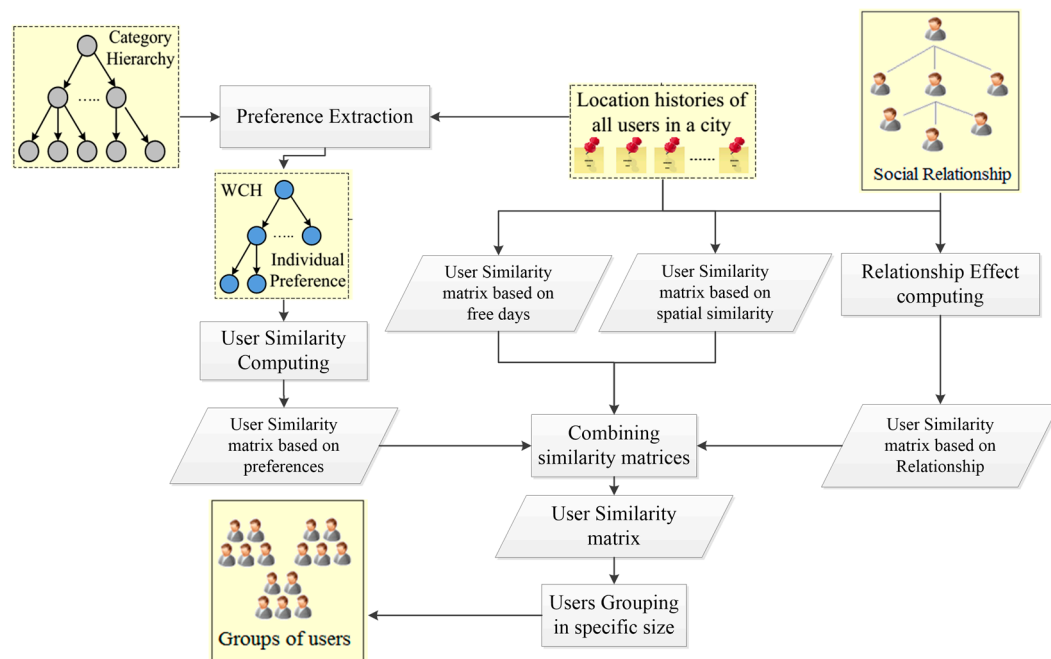 Category
Hierarchy
.....
Preference Extraction
Location histories of
all users in a city
......
Social Relationship
WCH
.....
Individual
Preference
User Similarity
matrix based on
free days
User Similarity
matrix based on
spatial similarity
Relationship Effect
computing
User Similarity
Computing
User Similarity
matrix based on
preferences
Combining
similarity matrices
User Similarity
matrix based on
Relationship
User Similarity
matrix
Users Grouping
in specific size
Groups of users